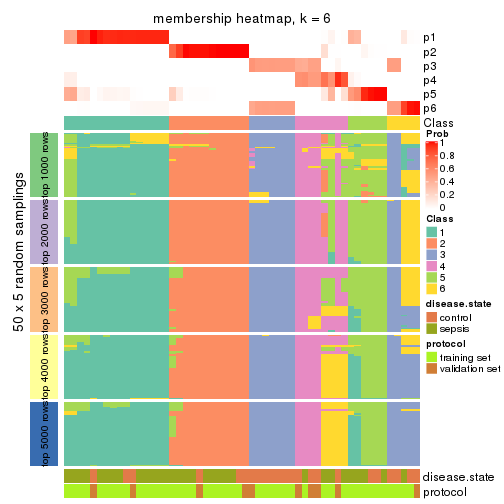 membership heatmap, k = 6
p1
p2
p3
p4
p5
p6
Class
50 x 5 random samplings
top 1000 rows
top 2000 rows
top 3000 rows
top 4000 rows
top 5000 rows
disease.state
protocol
Prob
1
0.8
0.6
0.4
0.2
0
Class
1
2
3
4
5
6
disease.state
control
sepsis
protocol
training set
validation set